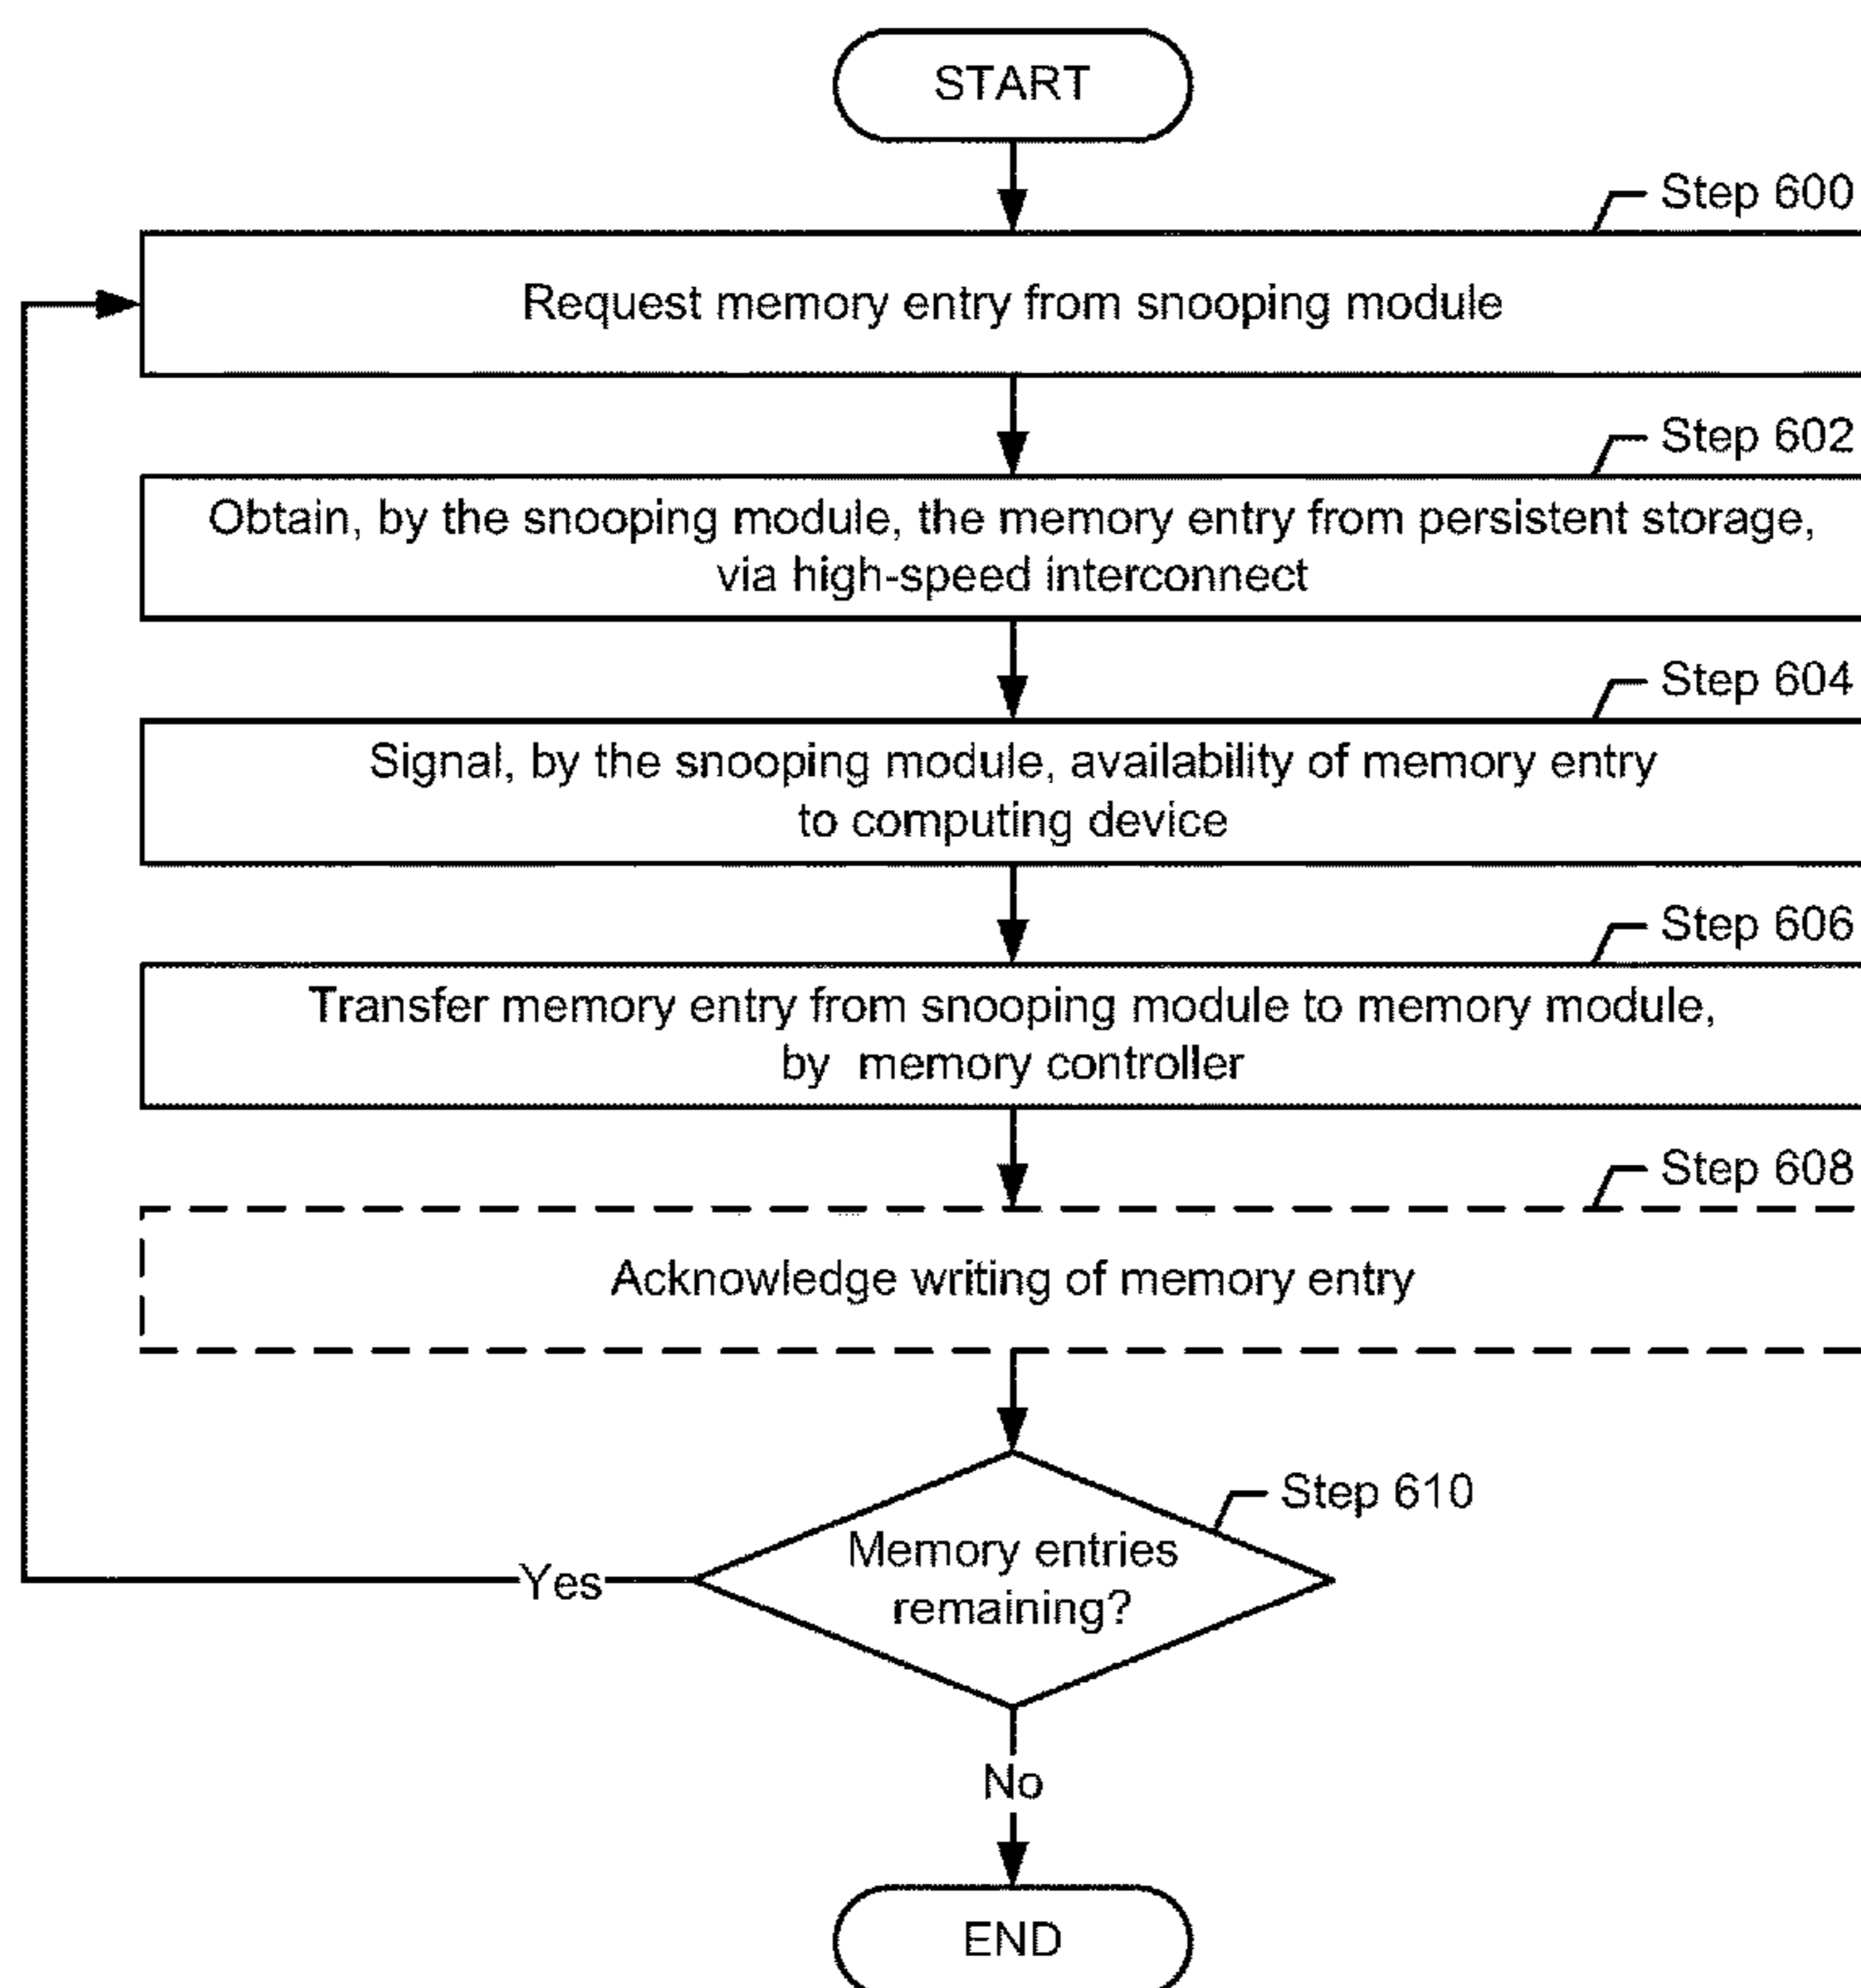 START
Step 600
Request memory entry from snooping module
Step 602
Obtain, by the snooping module, the memory entry from persistent storage,
via high-speed interconnect
Step 604
Signal, by the snooping module, availability of memory entry
to computing device
Step 606
Transfer memory entry from snooping module to memory module,
by memory controller
Step 608
Acknowledge writing of memory entry
Step 610
Memory entries
remaining?
Yes
No
END